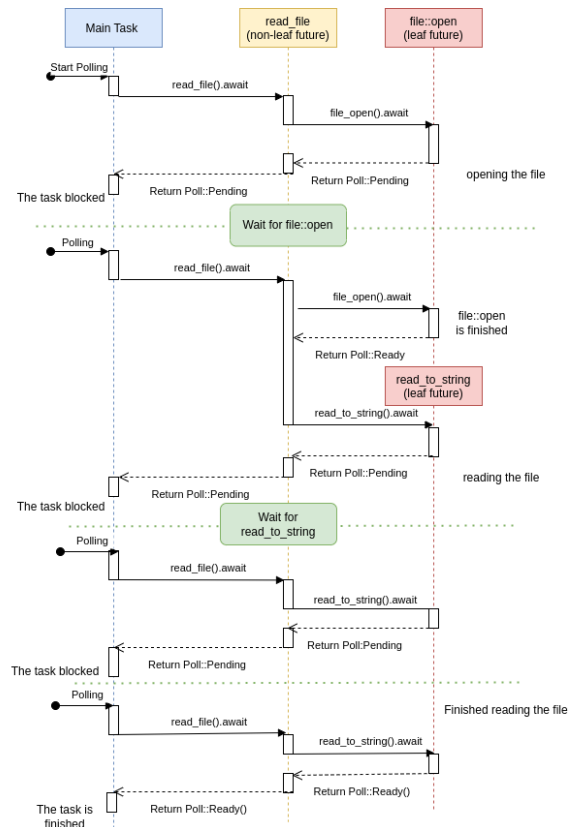 Main Task
read_file
(non-leaf future)
file::open
(leaf future)
Start Polling
read_file().await
file_open().await
Return Poll::Pending
Return Poll::Pending
opening the file
The task blocked
Wait for file::open
Polling
read_file().await
file_open().await
file::open
is finished
Return Poll::Ready
read_to_string
(leaf future)
read_to_string().await
Return Poll::Pending
reading the file
Return Poll::Pending
The task blocked
Wait for
read_to_string
Polling
read_file().await
read_to_string().await
Return Poll:Pending
Return Poll::Pending
The task blocked
Polling
Finished reading the file
read_file().await
read_to_string().await
Return Poll::Ready()
Return Poll::Ready()
The task is
finished